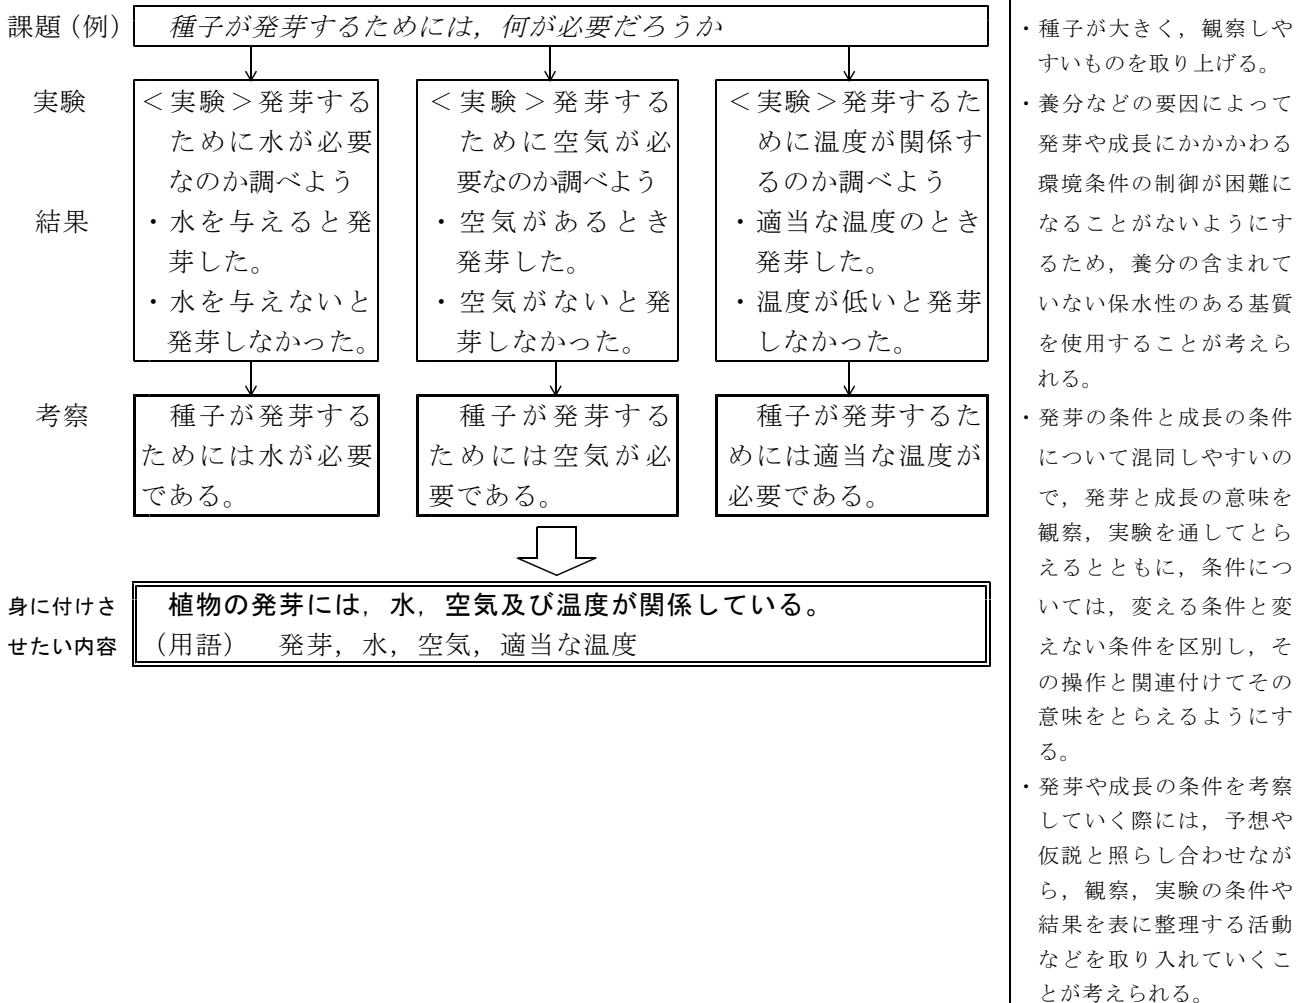 課題（例）
種子が発芽するためには，何が必要だろうか
実験
＜実験＞発芽する
ために水が必要
なのか調べよう
結果
・水を与えると発
芽した。
・水を与えないと
発芽しなかった。
＜実験＞発芽する
ために空気が必
要なのか調べよう
・空気があるとき
発芽した。
・空気がないと発
芽しなかった。
＜実験＞発芽するた
めに温度が関係す
るのか調べよう
・適当な温度のとき
発芽した。
・温度が低いと発芽
しなかった。
考察
種子が発芽する
ためには水が必要
である。
種子が発芽する
ためには空気が必
要である。
種子が発芽するた
めには適当な温度が
必要である。
身に付けさ
せたい内容
植物の発芽には，水，空気及び温度が関係している。
（用語）　発芽，水，空気，適当な温度
・種子が大きく，観察しや
すいものを取り上げる。
・養分などの要因によって
発芽や成長にかかかわる
環境条件の制御が困難に
なることがないようにす
るため，養分の含まれて
いない保水性のある基質
を使用することが考えら
れる。
・発芽の条件と成長の条件
について混同しやすいの
で，発芽と成長の意味を
観察，実験を通してとら
えるとともに，条件につ
いては，変える条件と変
えない条件を区別し，そ
の操作と関連付けてその
意味をとらえるようにす
る。
・発芽や成長の条件を考察
していく際には，予想や
仮説と照らし合わせなが
ら，観察，実験の条件や
結果を表に整理する活動
などを取り入れていくこ
とが考えられる。